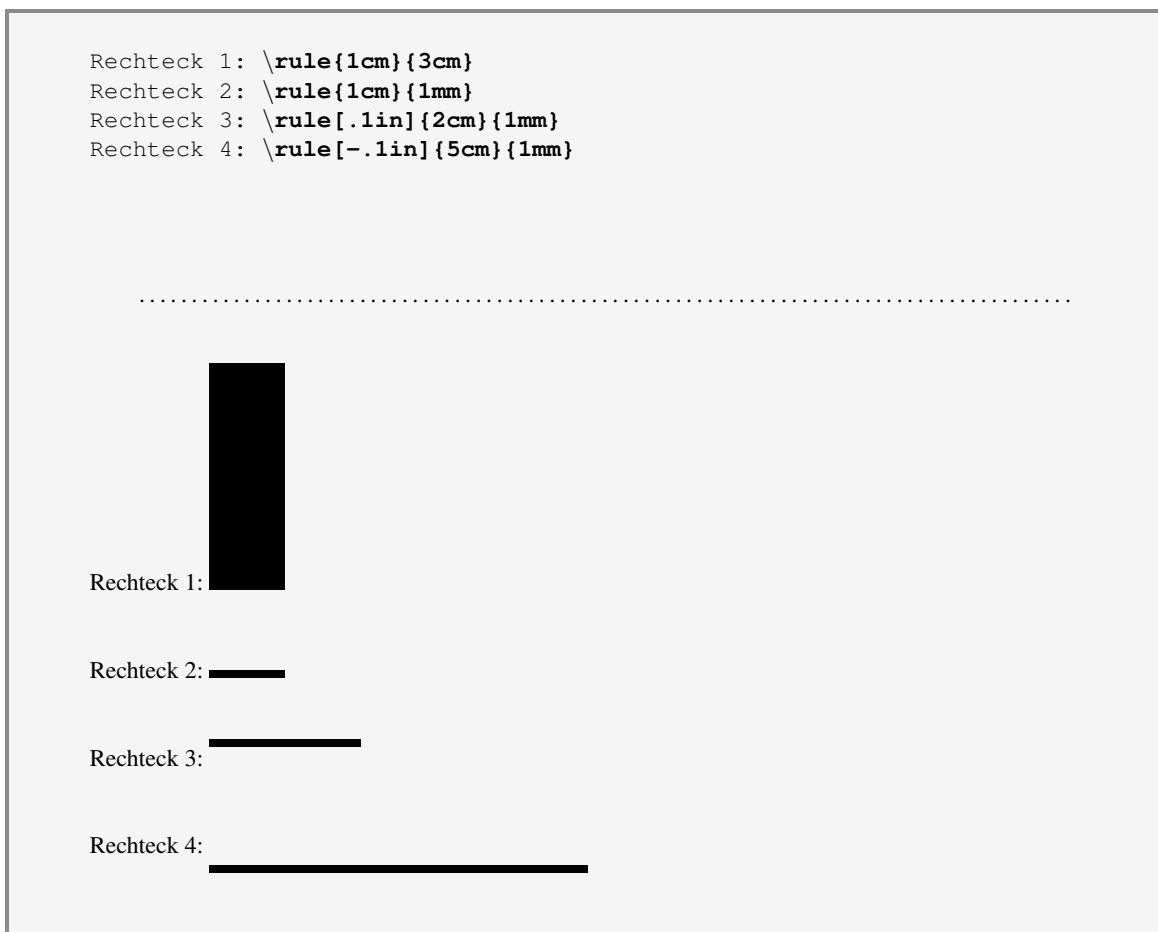 Rechteck 1: \rule{1cm}{3cm}
Rechteck 2: \rule{1cm}{1mm}
Rechteck 3: \rule[.1in]{2cm}{1mm}
Rechteck 4: \rule[-.1in]{5cm}{1mm}
Rechteck 1:
Rechteck 2:
Rechteck 3:
Rechteck 4: